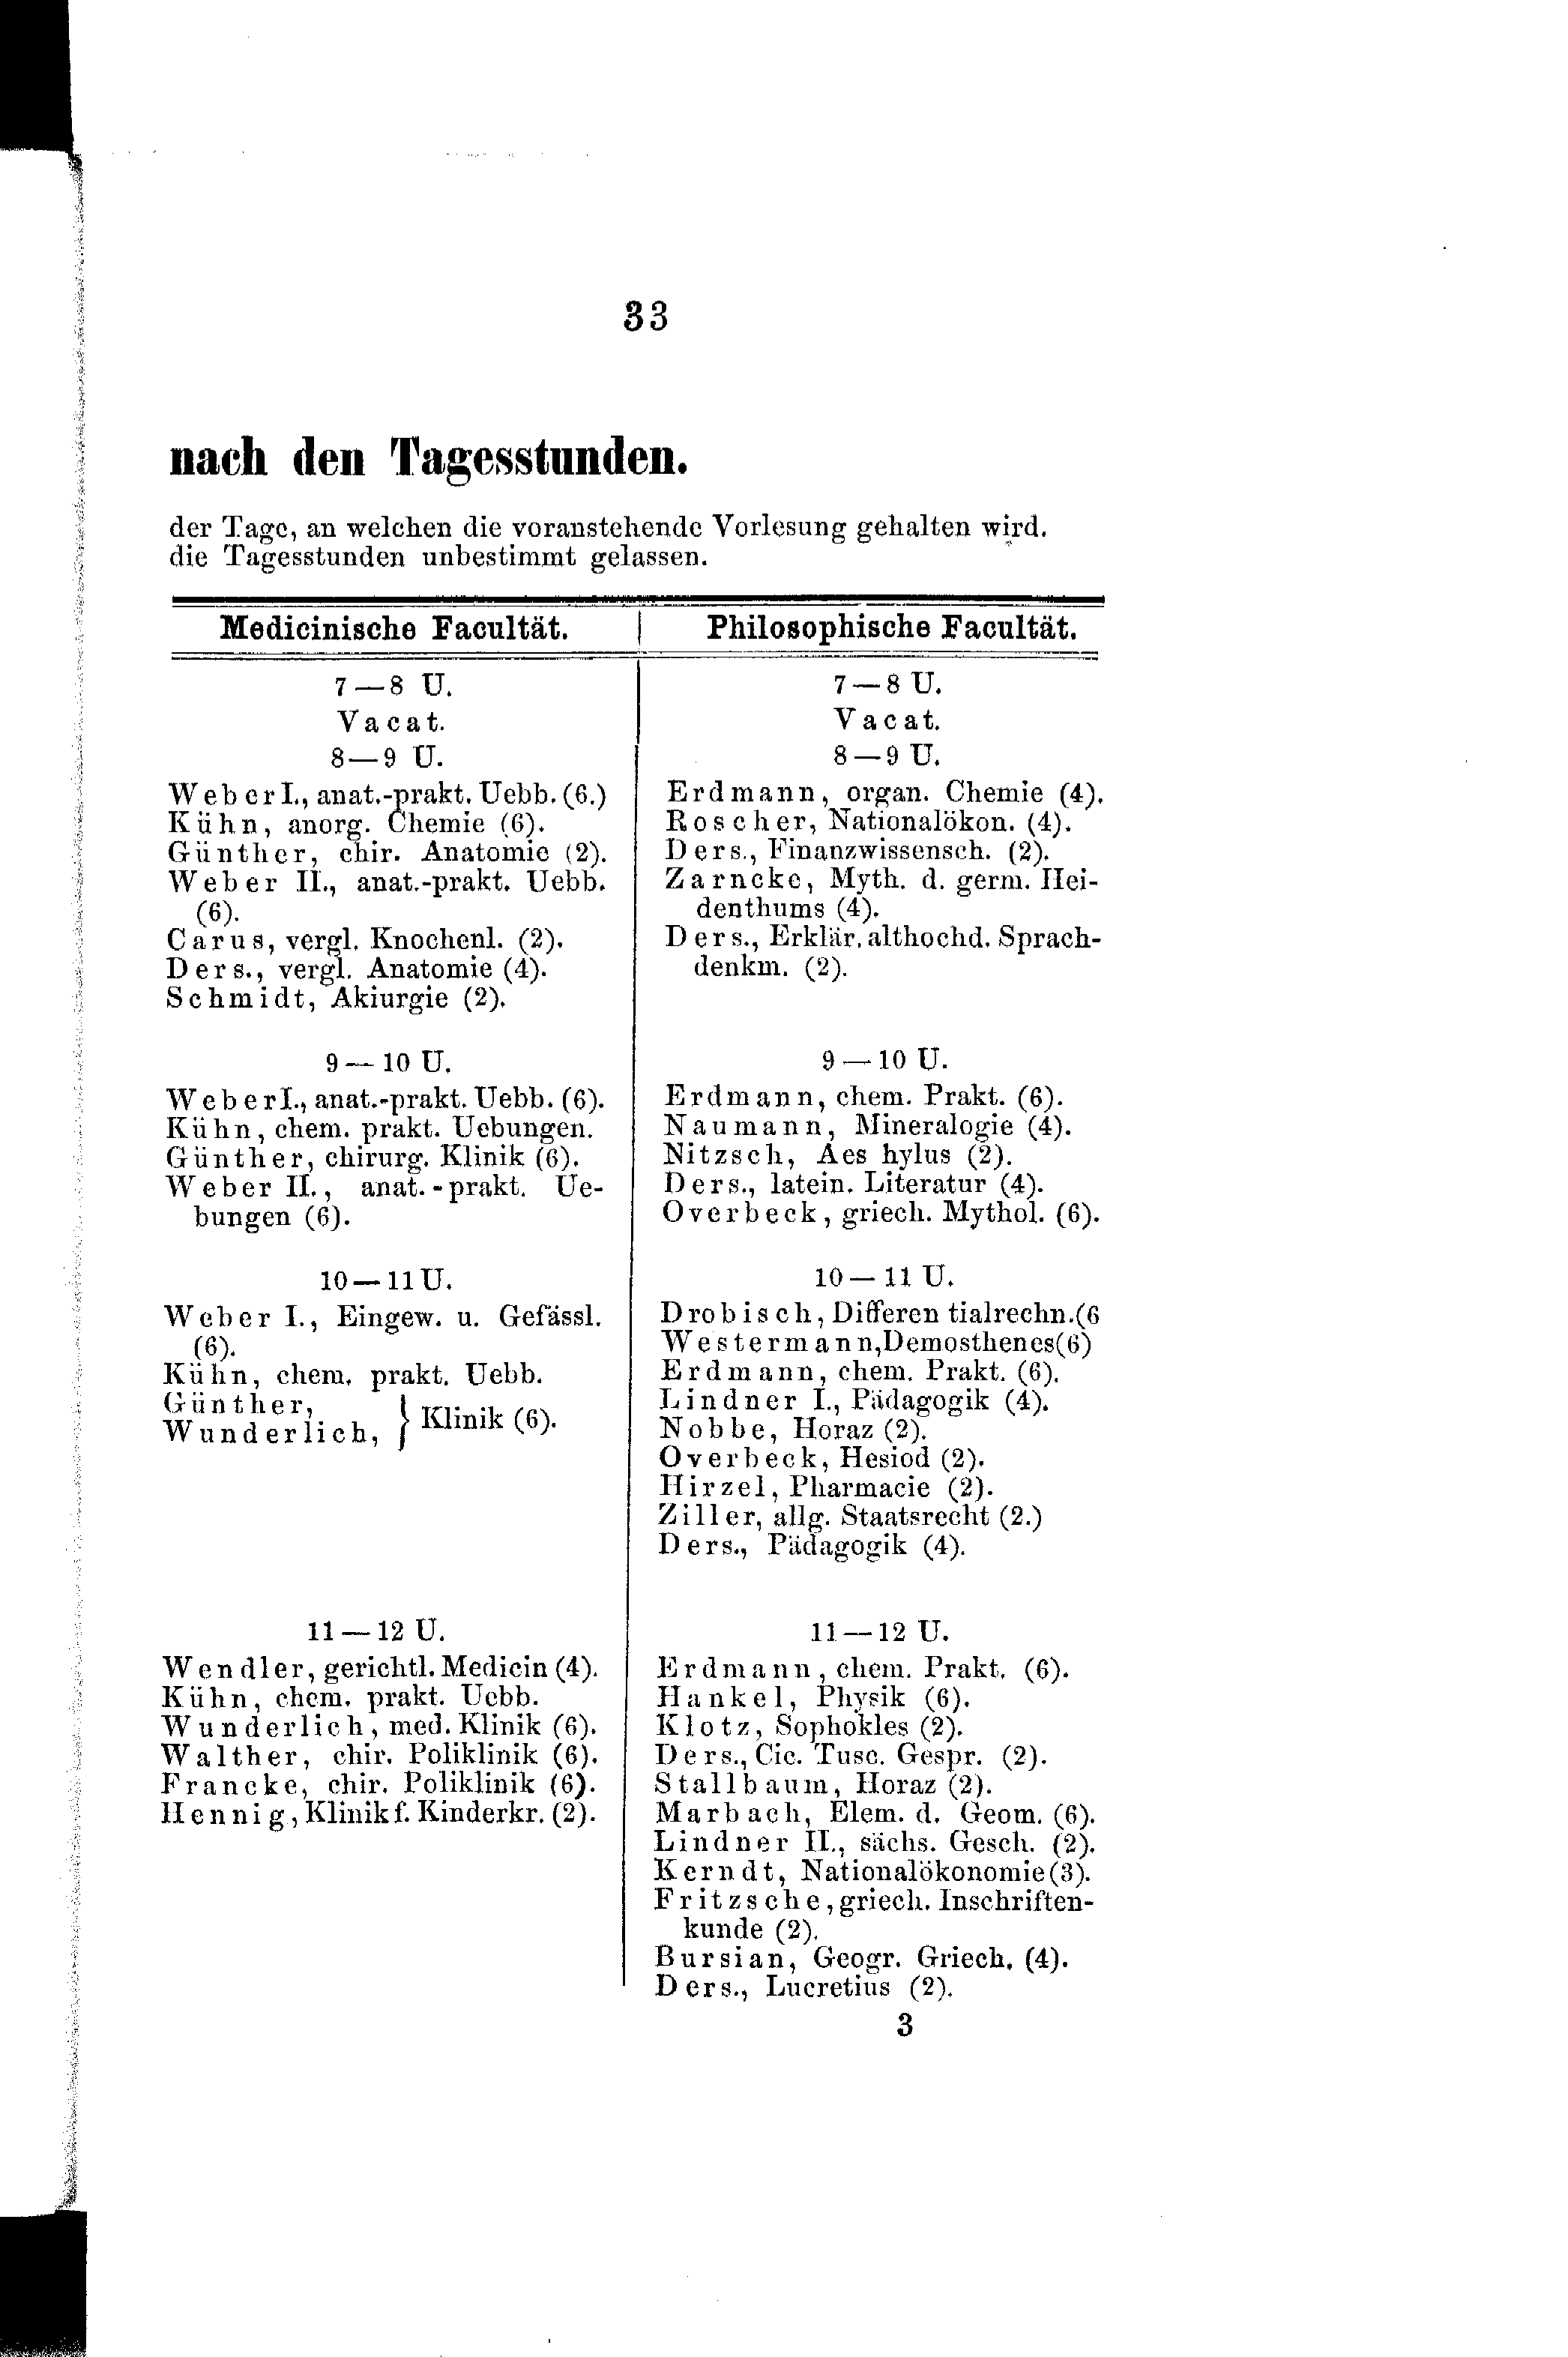 33
nach den Tagesstunden.
der Tage, an welchen die voranstehende Vorlesung gehalten wird.
die Tagesstunden unbestimmt gelassen.
Medicinische Facultät.
7—8 U.
Vacat.
8—9 U.
Weber I., anat.-prakt. Uebb. (6.)
Kühn, anorg. Chemie (6).
Günther, chir. Anatomie (2).
Weber II., anat.-prakt. Uebb.
(6).
Carus, vergl. Knochenl. (2).
Ders., vergl. Anatomie (4).
Schmidt, Akiurgie (2).
9—10 U.
Weber I., anat.-prakt. Uebb. (6).
Kühn, chem. prakt. Uebungen.
Günther, chirurg. Klinik (6).
Weber II., anat.-prakt. Ue-
bungen (6).
10—11 U.
Weber I., Eingew. u. Gefässl.
(6).
Kühn, chem. prakt. Uebb.
Günther,
Wunderlich, } Klinik (6).
11—12 U.
Wendler, gerichtl. Medicin (4).
Kühn, chem. prakt. Uebb.
Wunderlich, med. Klinik (6).
Walther, chir. Poliklinik (6).
Francke, chir. Poliklinik (6).
Hennig, Klinik f. Kinderkr. (2).
Philosophische Facultät.
7—8 U.
Vacat.
8—9 U.
Erdmann, organ. Chemie (4).
Roscher, Nationalökon. (4).
Ders., Finanzwissensch. (2).
Zarncke, Myth. d. germ. Hei-
denthums (4).
Ders., Erklär. althochd. Sprach-
denkm. (2).
9—10 U.
Erdmann, chem. Prakt. (6).
Naumann, Mineralogie (4).
Nitzsch, Aes hylus (2).
Ders., latein. Literatur (4).
Overbeck, griech. Mythol. (6).
10—11 U.
Drobisch, Differen tialrechn.(6
Westermann,Demosthenes(6)
Erdmann, chem. Prakt. (6).
Lindner I., Pädagogik (4).
Nobbe, Horaz (2).
Overbeck, Hesiod (2).
Hirzel, Pharmacie (2).
Ziller, allg. Staatsrecht (2.)
Ders., Pädagogik (4).
11—12 U.
Erdmann, chem. Prakt. (6).
Hankel, Physik (6).
Klotz, Sophokles (2).
Ders., Cic. Tusc. Gespr. (2).
Stallbaum, Horaz (2).
Marbach, Elem. d. Geom. (6).
Lindner II., sächs. Gesch. (2).
Kerndt, Nationalökonomie (3).
Fritzsche, griech. Inschriften-
kunde (2).
Bursian, Geogr. Griech. (4).
Ders., Lucretius (2).
3